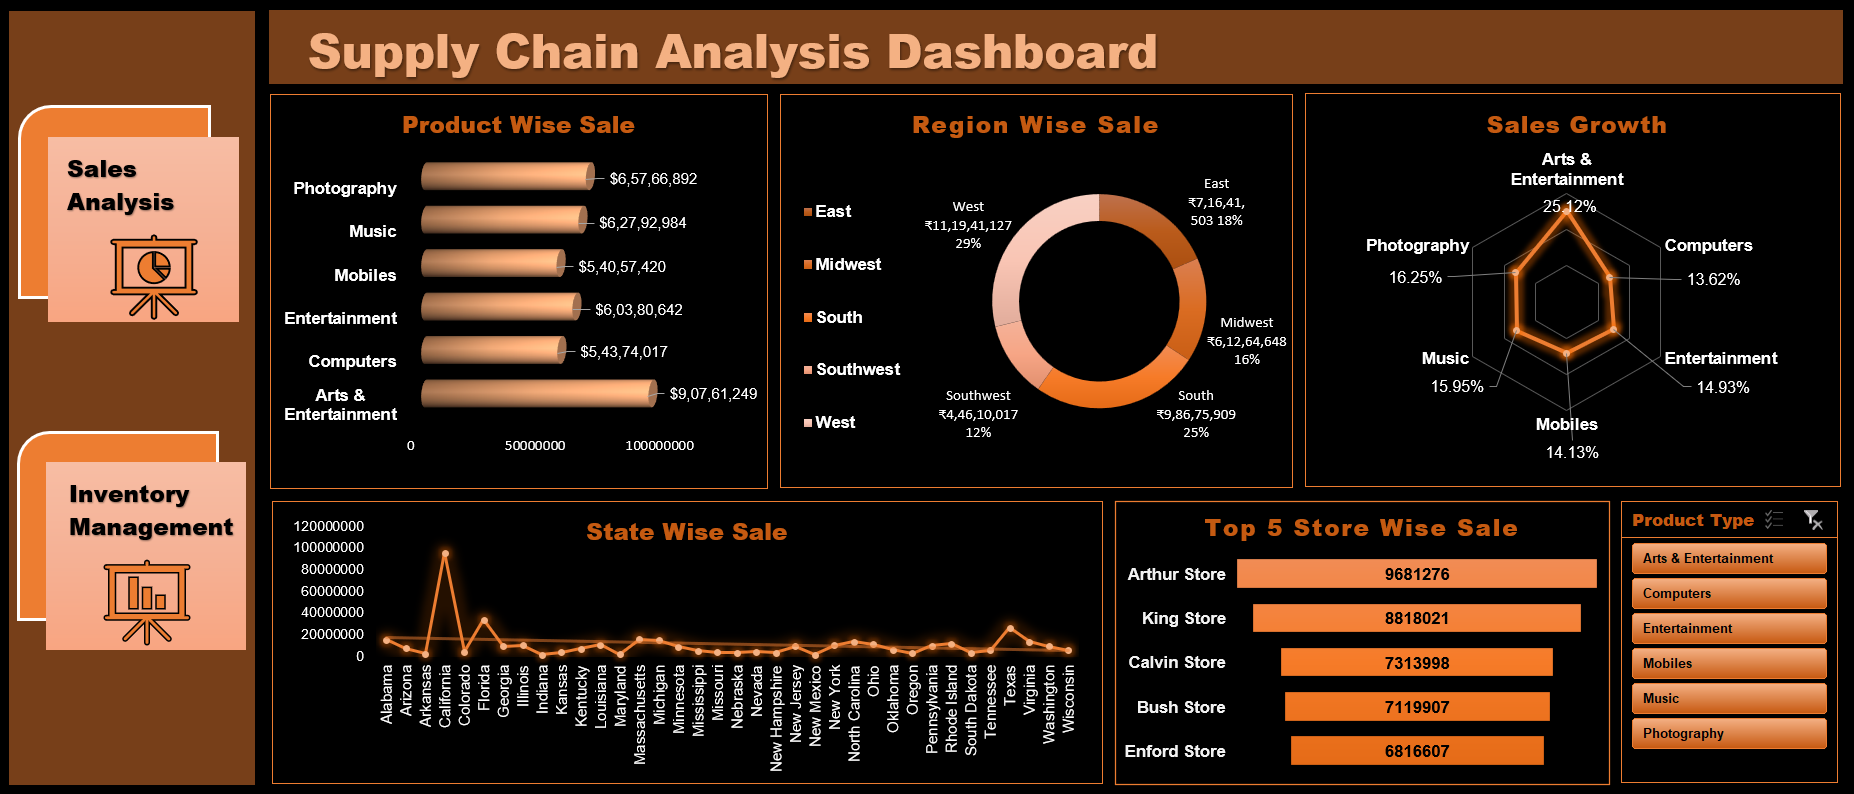 Supply Chain Analysis Dashboard
Sales
Analysis
Inventory
Management
Product Wise Sale
Photography
$6,57,66,892
Music
$6,27,92,984
Mobiles
$5,40,57,420
Entertainment
$6,03,80,642
Computers
$5,43,74,017
Arts &
Entertainment
$9,07,61,249
0 50000000 100000000
Region Wise Sale
East
Midwest
South
Southwest
West
East
₹7,16,41,
503 18%
Midwest
₹6,12,64,648
16%
South
₹9,86,75,909
25%
Southwest
₹4,46,10,017
12%
West
₹11,19,41,127
29%
Sales Growth
Arts &
Entertainment
25.12%
Computers
13.62%
Entertainment
14.93%
Mobiles
14.13%
Music
15.95%
Photography
16.25%
State Wise Sale
120000000
100000000
80000000
60000000
40000000
20000000
0
Alabama
Arizona
Arkansas
California
Colorado
Florida
Georgia
Illinois
Indiana
Kansas
Kentucky
Louisiana
Maryland
Massachusetts
Michigan
Minnesota
Mississippi
Missouri
Nebraska
Nevada
New Hampshire
New Jersey
New Mexico
New York
North Carolina
Ohio
Oklahoma
Oregon
Pennsylvania
Rhode Island
South Dakota
Tennessee
Texas
Virginia
Washington
Wisconsin
Top 5 Store Wise Sale
Arthur Store 9681276
King Store 8818021
Calvin Store 7313998
Bush Store 7119907
Enford Store 6816607
Product Type
Arts & Entertainment
Computers
Entertainment
Mobiles
Music
Photography